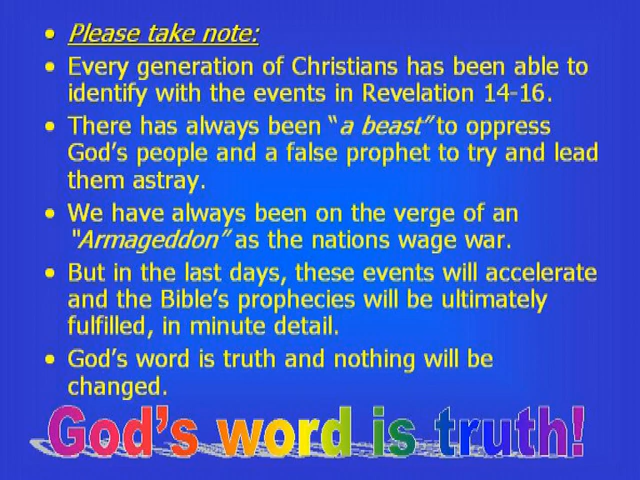 • Please take note:
• Every generation of Christians has been able to
identify with the events in Revelation 14-16.
• There has always been “a beast” to oppress
God’s people and a false prophet to try and lead
them astray.
• We have always been on the verge of an
“Armageddon” as the nations wage war.
• But in the last days, these events will accelerate
and the Bible’s prophecies will be ultimately
fulfilled, in minute detail.
• God’s word is truth and nothing will be
changed.
God’s word is truth!